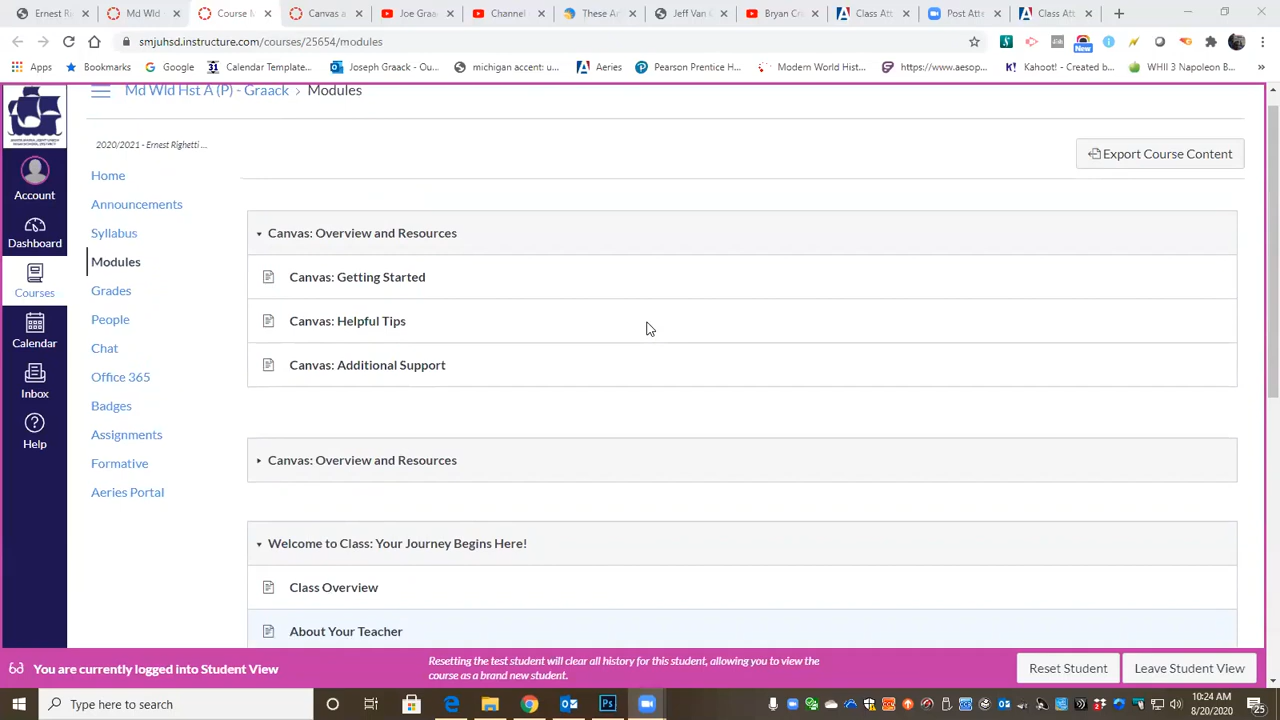 Ernest Ri
Md Wld
Course M
Canvas:
Joe Graa
Channel
These Ar
Jeff Van
Bryan Cr
Class Att
Post Atte
Class Att
smjuhsd.instructure.com/courses/25654/modules
New
Apps
Bookmarks
Google
Calendar Template...
Joseph Graack - Ou...
michigan accent: u...
Aeries
Pearson Prentice H...
Modern World Hist...
https://www.aesop...
Kahoot! - Created b...
WHII 3 Napoleon B...
Md Wld Hst A (P) - Graack › Modules
2020/2021 - Ernest Righetti ...
Export Course Content
Account
Dashboard
Courses
Calendar
Inbox
Help
Home
Announcements
Syllabus
Modules
Grades
People
Chat
Office 365
Badges
Assignments
Formative
Aeries Portal
Canvas: Overview and Resources
Canvas: Getting Started
Canvas: Helpful Tips
Canvas: Additional Support
Canvas: Overview and Resources
Welcome to Class: Your Journey Begins Here!
Class Overview
About Your Teacher
You are currently logged into Student View
Resetting the test student will clear all history for this student, allowing you to view the
course as a brand new student.
Reset Student
Leave Student View
Type here to search
10:24 AM
8/20/2020